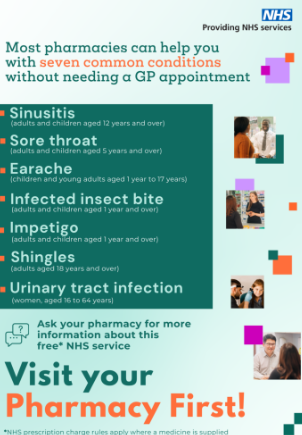 NHS
Providing NHS services
Most pharmacies can help you
with seven common conditions
without needing a GP appointment
Sinusitis
(adults and children aged 12 years and over)
Sore throat
(adults and children aged 5 years and over)
Earache
(children and young adults aged 1 year to 17 years)
Infected insect bite
(adults and children aged 1 year and over)
Impetigo
(adults and children aged 1 year and over)
Shingles
(adults aged 18 years and over)
Urinary tract infection
(women, aged 16 to 64 years)
Ask your pharmacy for more
information about this
free* NHS service
Visit your
Pharmacy First!
*NHS prescription charge rules apply where a medicine is supplied